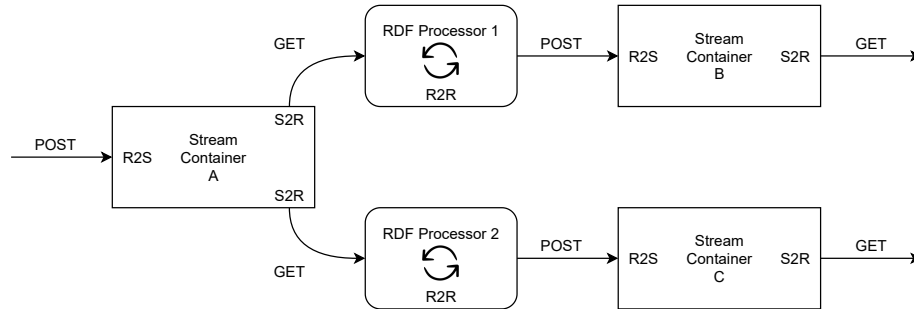 POST
R2S
Stream
Container
A
S2R
S2R
GET
RDF Processor 1
R2R
POST
R2S
Stream
Container
B
S2R
GET
GET
RDF Processor 2
R2R
POST
R2S
Stream
Container
C
S2R
GET